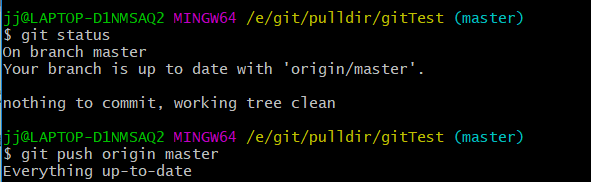 jj@LAPTOP-D1NMSAQ2 MINGW64 /e/git/pulldir/gitTest (master)
$ git status
On branch master
Your branch is up to date with 'origin/master'.
nothing to commit, working tree clean
jj@LAPTOP-D1NMSAQ2 MINGW64 /e/git/pulldir/gitTest (master)
$ git push origin master
Everything up-to-date